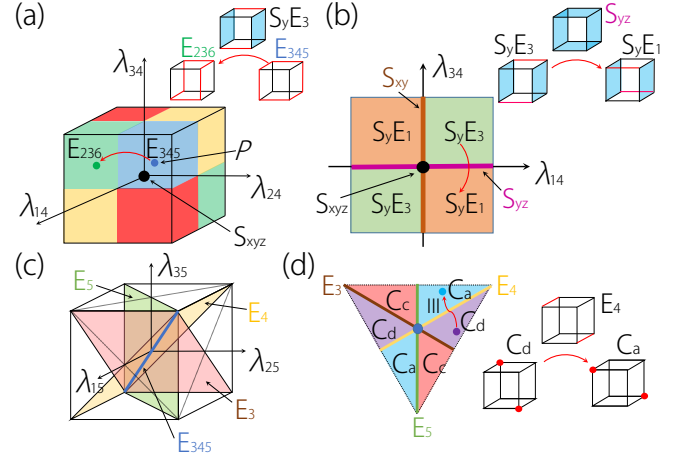 (a)
SyE3
E236
E345
λ34
E236
E345
P
λ24
λ14
Sxyz
(b)
SyE3
Syz
SyE1
λ34
Sxy
SyE1
SyE3
λ14
Sxyz
SyE3
SyE1
Syz
(c)
λ35
E5
E4
λ25
λ15
E3
E345
(d)
E3
Cc
Ca
E4
III
Cd
Cd
Ca
Cc
E5
E4
Cd
Ca